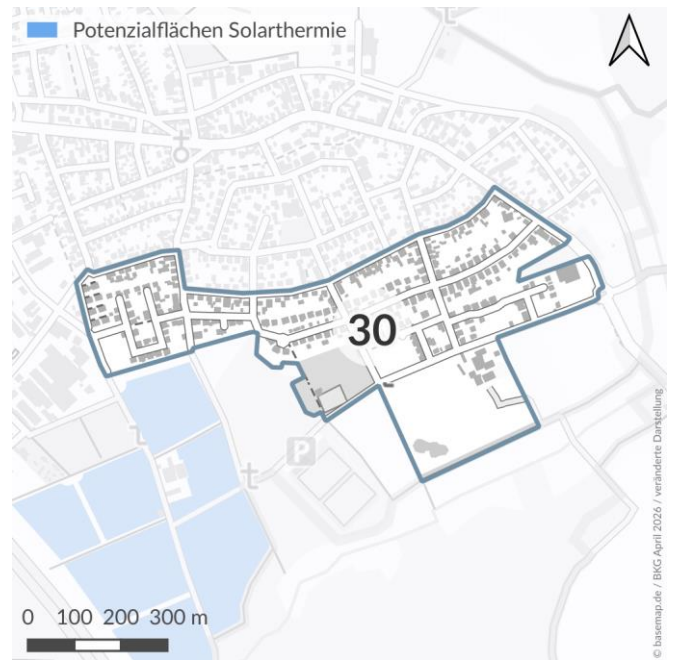 Potenzialflächen Solarthermie
30
P
0 100 200 300 m
© basemap.de / BKG April 2026 / veränderte Darstellung